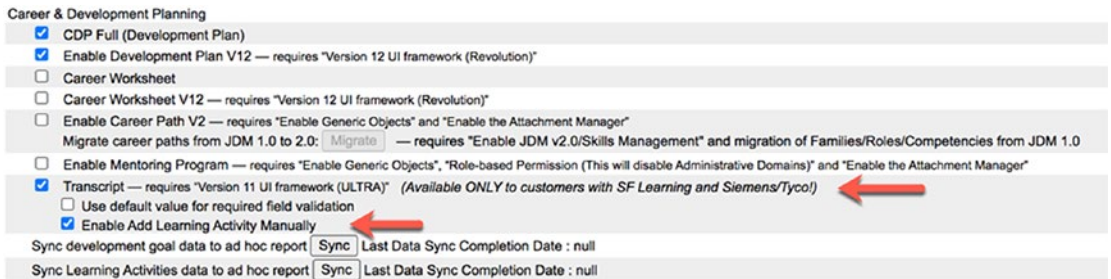 Career & Development Planning
CDP Full (Development Plan)
Enable Development Plan V12 — requires "Version 12 UI framework (Revolution)"
Career Worksheet
Career Worksheet V12 — requires "Version 12 UI framework (Revolution)"
Enable Career Path V2 — requires "Enable Generic Objects" and "Enable the Attachment Manager"
Migrate career paths from JDM 1.0 to 2.0: Migrate — requires "Enable JDM v2.0/Skills Management" and migration of Families/Roles/Competencies from JDM 1.0
Enable Mentoring Program — requires "Enable Generic Objects", "Role-based Permission (This will disable Administrative Domains)" and "Enable the Attachment Manager"
Transcript — requires "Version 11 UI framework (ULTRA)" (Available ONLY to customers with SF Learning and Siemens/Tyco!)
Use default value for required field validation
Enable Add Learning Activity Manually
Sync development goal data to ad hoc report Sync Last Data Sync Completion Date : null
Sync Learning Activities data to ad hoc report Sync Last Data Sync Completion Date : null